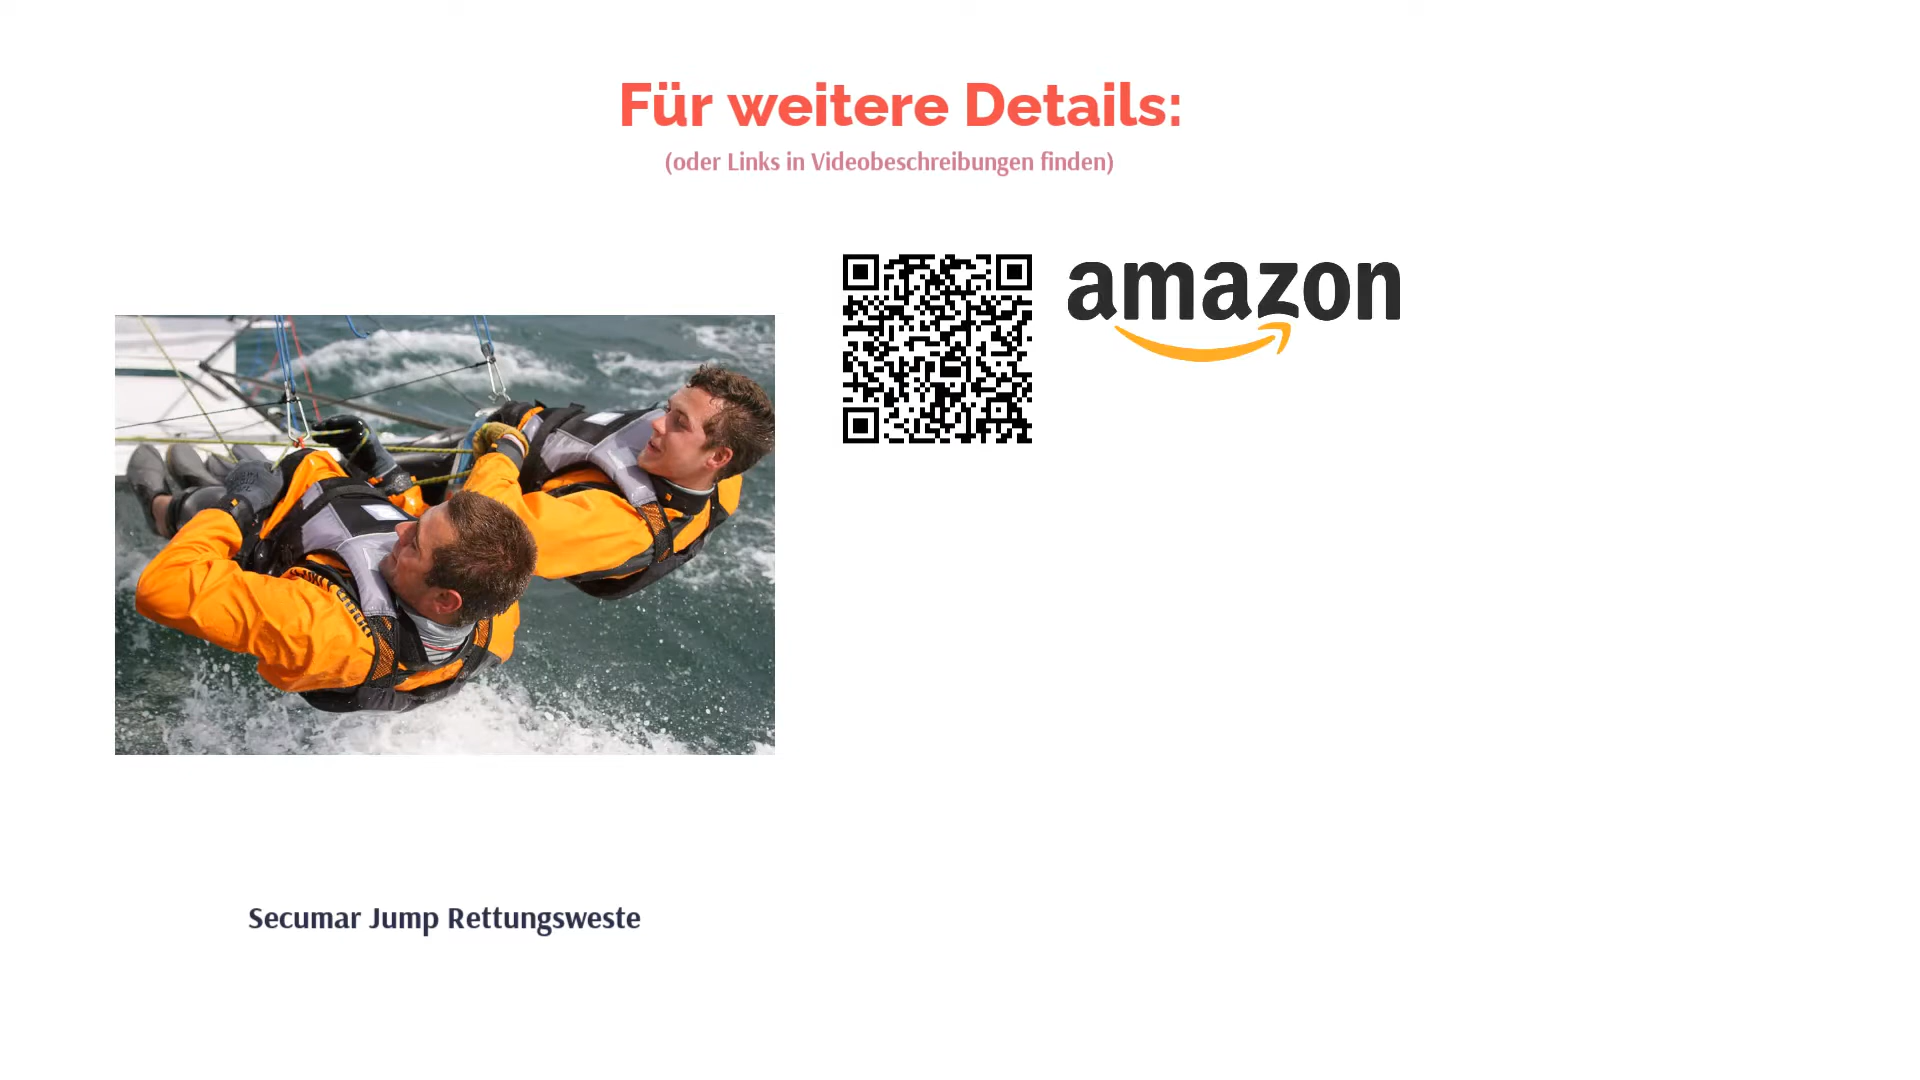 Für weitere Details:
(oder Links in Videobeschreibungen finden)
amazon
Secumar Jump Rettungsweste